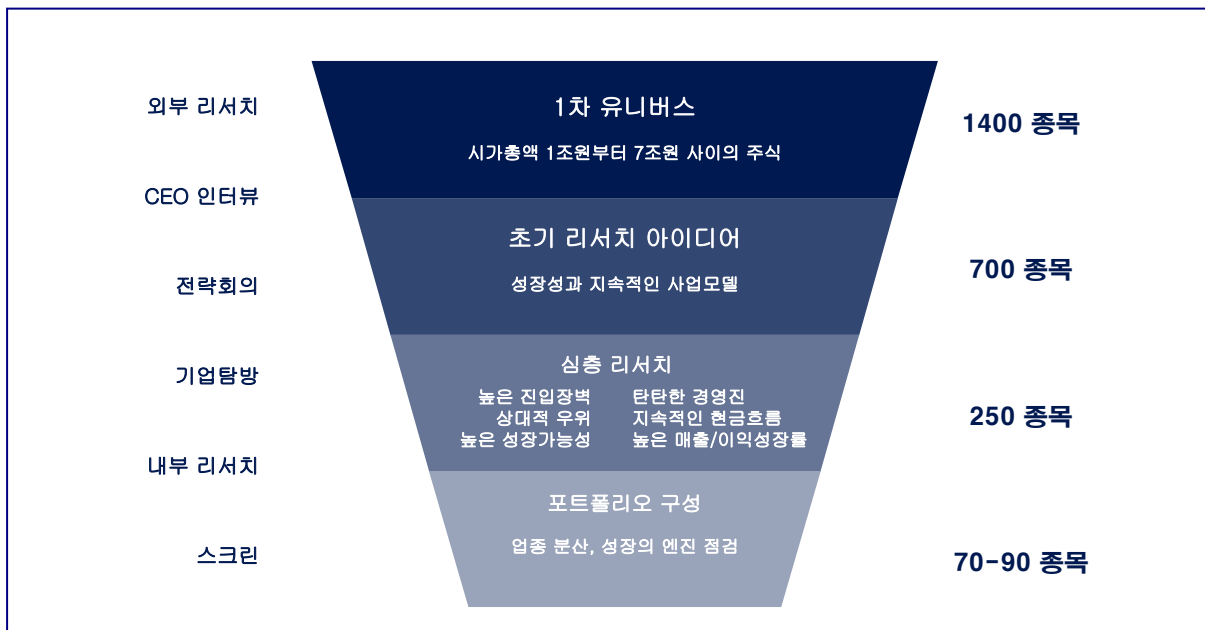 외부 리서치
CEO 인터뷰
전략회의
기업탐방
내부 리서치
스크린
1차 유니버스
시가총액 1조원부터 7조원 사이의 주식
초기 리서치 아이디어
성장성과 지속적인 사업모델
심층 리서치
높은 진입장벽 탄탄한 경영진
상대적 우위 지속적인 현금흐름
높은 성장가능성 높은 매출/이익성장률
포트폴리오 구성
업종 분산, 성장의 엔진 점검
1400 종목
700 종목
250 종목
70-90 종목